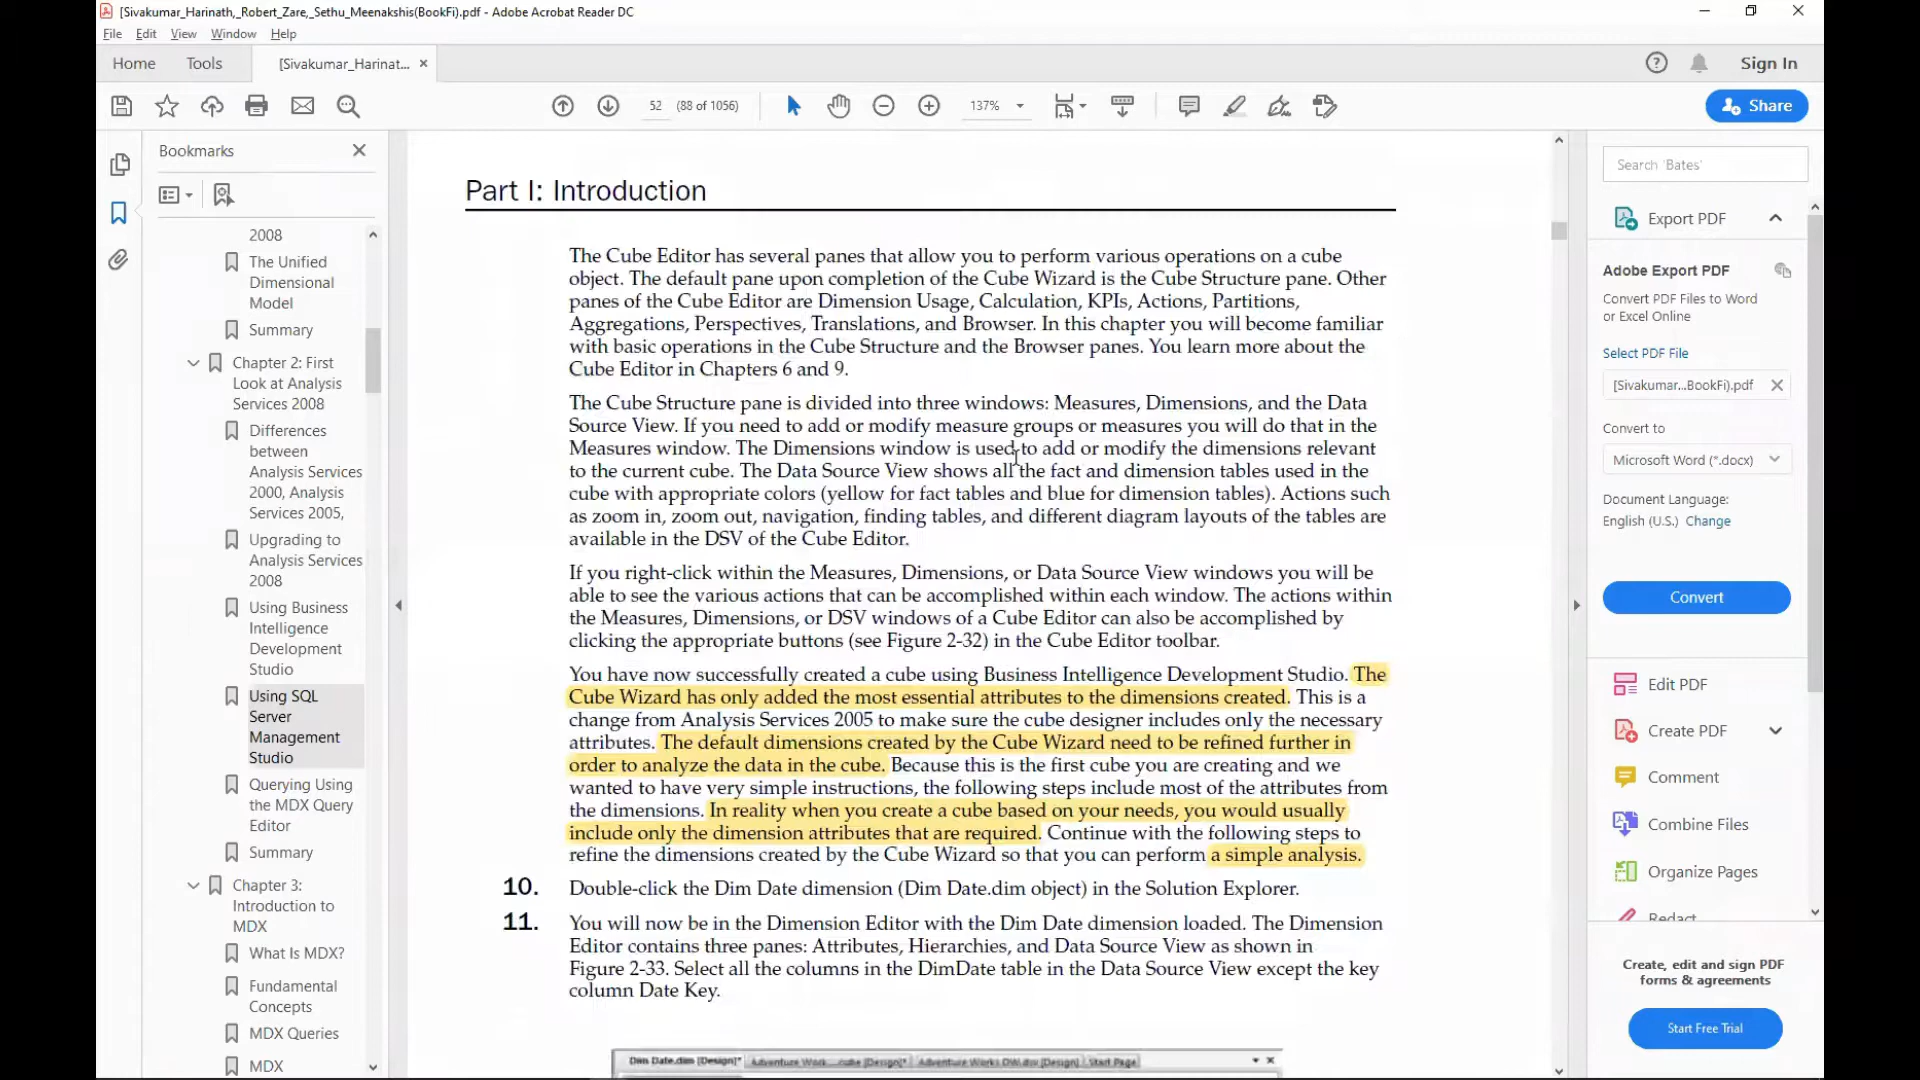 [Sivakumar_Harinath,_Robert_Zare,_Sethu_Meenakshis(BookFi).pdf - Adobe Acrobat Reader DC
File Edit View Window Help
Home Tools [Sivakumar_Harinat... ×
Sign In
52 (88 of 1056) 137%
Share
Bookmarks
2008
The Unified
Dimensional
Model
Summary
Chapter 2: First
Look at Analysis
Services 2008
Differences
between
Analysis Services
2000, Analysis
Services 2005,
Upgrading to
Analysis Services
2008
Using Business
Intelligence
Development
Studio
Using SQL
Server
Management
Studio
Querying Using
the MDX Query
Editor
Summary
Chapter 3:
Introduction to
MDX
What Is MDX?
Fundamental
Concepts
MDX Queries
MDX
Part I: Introduction
The Cube Editor has several panes that allow you to perform various operations on a cube
object. The default pane upon completion of the Cube Wizard is the Cube Structure pane. Other
panes of the Cube Editor are Dimension Usage, Calculation, KPIs, Actions, Partitions,
Aggregations, Perspectives, Translations, and Browser. In this chapter you will become familiar
with basic operations in the Cube Structure and the Browser panes. You learn more about the
Cube Editor in Chapters 6 and 9.
The Cube Structure pane is divided into three windows: Measures, Dimensions, and the Data
Source View. If you need to add or modify measure groups or measures you will do that in the
Measures window. The Dimensions window is used to add or modify the dimensions relevant
to the current cube. The Data Source View shows all the fact and dimension tables used in the
cube with appropriate colors (yellow for fact tables and blue for dimension tables). Actions such
as zoom in, zoom out, navigation, finding tables, and different diagram layouts of the tables are
available in the DSV of the Cube Editor.
If you right-click within the Measures, Dimensions, or Data Source View windows you will be
able to see the various actions that can be accomplished within each window. The actions within
the Measures, Dimensions, or DSV windows of a Cube Editor can also be accomplished by
clicking the appropriate buttons (see Figure 2-32) in the Cube Editor toolbar.
You have now successfully created a cube using Business Intelligence Development Studio. The
Cube Wizard has only added the most essential attributes to the dimensions created. This is a
change from Analysis Services 2005 to make sure the cube designer includes only the necessary
attributes. The default dimensions created by the Cube Wizard need to be refined further in
order to analyze the data in the cube. Because this is the first cube you are creating and we
wanted to have very simple instructions, the following steps include most of the attributes from
the dimensions. In reality when you create a cube based on your needs, you would usually
include only the dimension attributes that are required. Continue with the following steps to
refine the dimensions created by the Cube Wizard so that you can perform a simple analysis.
10. Double-click the Dim Date dimension (Dim Date.dim object) in the Solution Explorer.
11. You will now be in the Dimension Editor with the Dim Date dimension loaded. The Dimension
Editor contains three panes: Attributes, Hierarchies, and Data Source View as shown in
Figure 2-33. Select all the columns in the DimDate table in the Data Source View except the key
column Date Key.
Dim Date.dim [Design]* Adventure Work....cube [Design]* Adventure Works DW.dsv [Design] Start Page
Search 'Bates'
Export PDF
Adobe Export PDF
Convert PDF Files to Word
or Excel Online
Select PDF File
[Sivakumar...BookFi).pdf
Convert to
Microsoft Word (*.docx)
Document Language:
English (U.S.) Change
Convert
Edit PDF
Create PDF
Comment
Combine Files
Organize Pages
Redact
Create, edit and sign PDF
forms & agreements
Start Free Trial